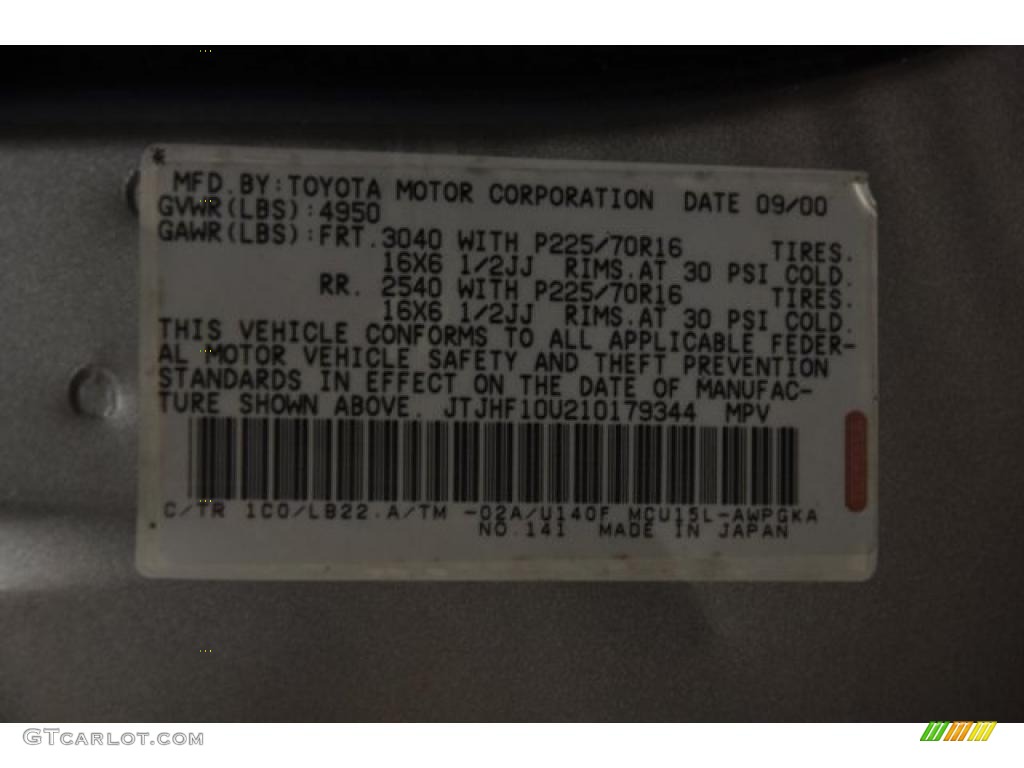 MFD. BY: TOYOTA MOTOR CORPORATION DATE 09/00
GVWR(LBS): 4950
GAWR(LBS): FRT. 3040 WITH P225/70R16 TIRES.
16X6 1/2JJ RIMS. AT 30 PSI COLD.
RR. 2540 WITH P225/70R16 TIRES.
16X6 1/2JJ RIMS. AT 30 PSI COLD.
THIS VEHICLE CONFORMS TO ALL APPLICABLE FEDER-
AL MOTOR VEHICLE SAFETY AND THEFT PREVENTION
STANDARDS IN EFFECT ON THE DATE OF MANUFAC-
TURE SHOWN ABOVE. JTJHF10U210179344 MPV
C/TR 1C0/LB22. A/TM -02A/U140F MCU15L-AWPGKA
NO. 141 MADE IN JAPAN
GTCARLOT.COM